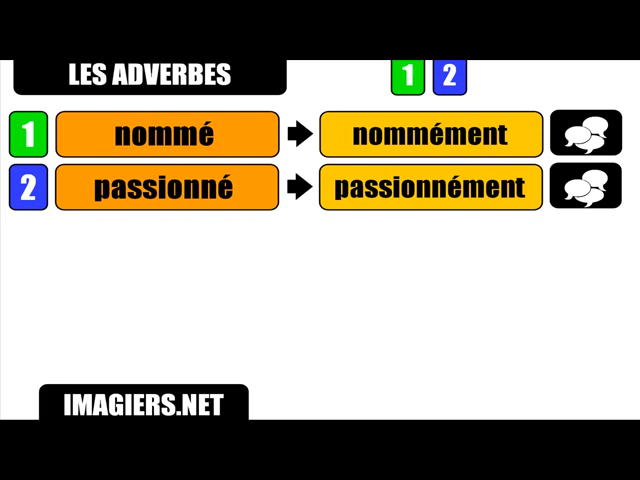 LES ADVERBES 1 2
1 nommé nommément
2 passionné passionnément
IMAGIERS.NET